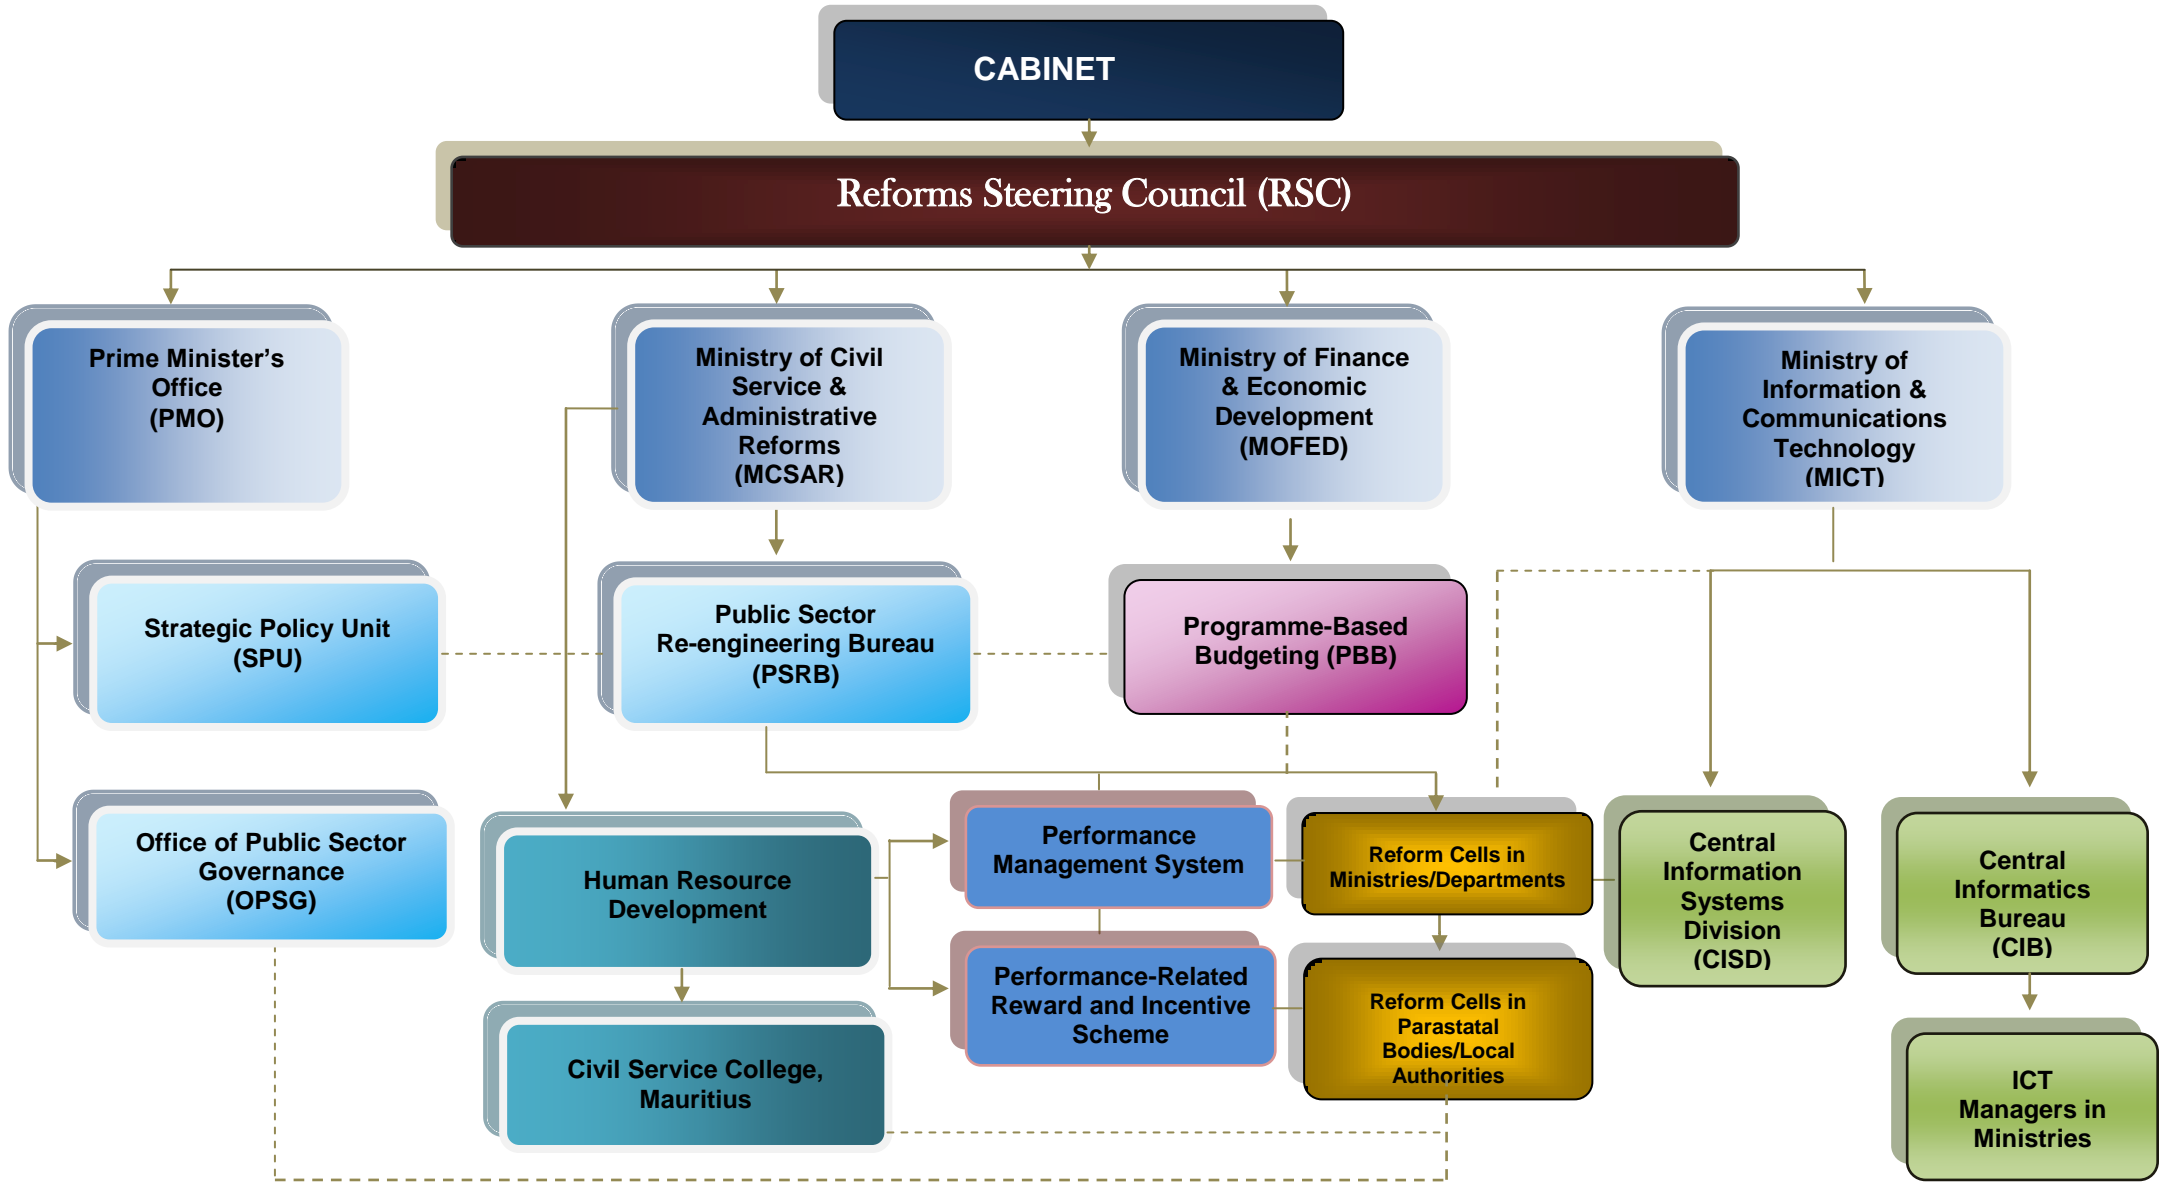 CABINET
Reforms Steering Council (RSC)
Prime Minister’s
Office
(PMO)
Ministry of Civil
Service &
Administrative
Reforms
(MCSAR)
Ministry of Finance
& Economic
Development
(MOFED)
Ministry of
Information &
Communications
Technology
(MICT)
Strategic Policy Unit
(SPU)
Public Sector
Re-engineering Bureau
(PSRB)
Programme-Based
Budgeting (PBB)
Office of Public Sector
Governance
(OPSG)
Human Resource
Development
Performance
Management System
Reform Cells in
Ministries/Departments
Central
Information
Systems
Division
(CISD)
Central
Informatics
Bureau
(CIB)
Performance-Related
Reward and Incentive
Scheme
Reform Cells in
Parastatal
Bodies/Local
Authorities
Civil Service College,
Mauritius
ICT
Managers in
Ministries